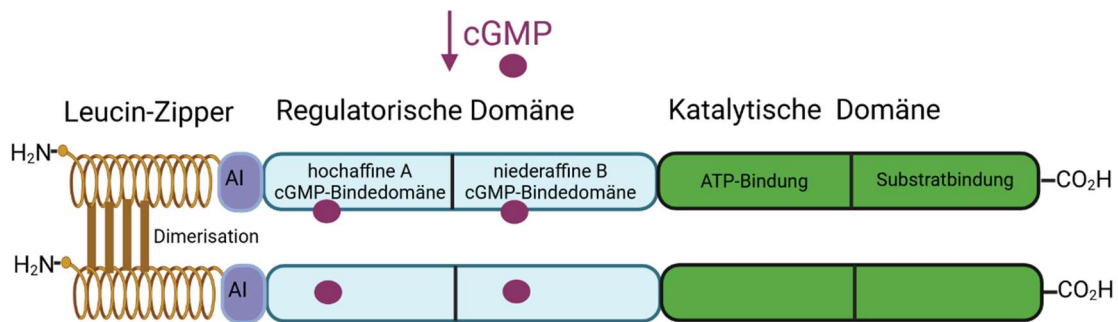 cGMP
Leucin-Zipper
Regulatorische Domäne
Katalytische Domäne
H₂N
AI
hochaffine A
cGMP-Bindedomäne
niederaffine B
cGMP-Bindedomäne
ATP-Bindung
Substratbindung
CO₂H
Dimerisation
H₂N
AI
CO₂H